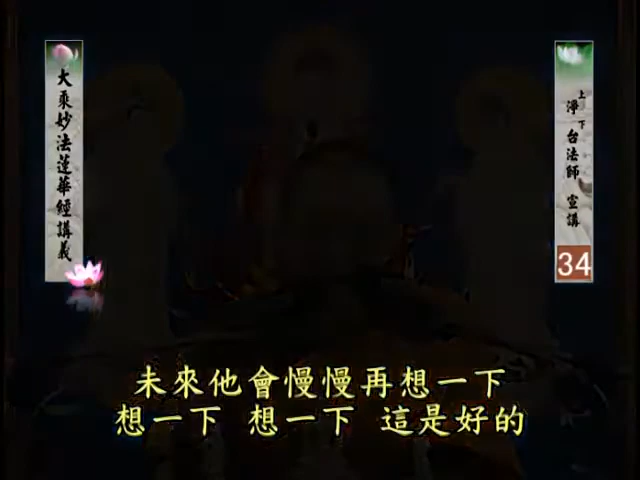 大乘妙法蓮華經講義
上淨下台法師 宣講
34
未來他會慢慢再想一下
想一下 想一下 這是好的